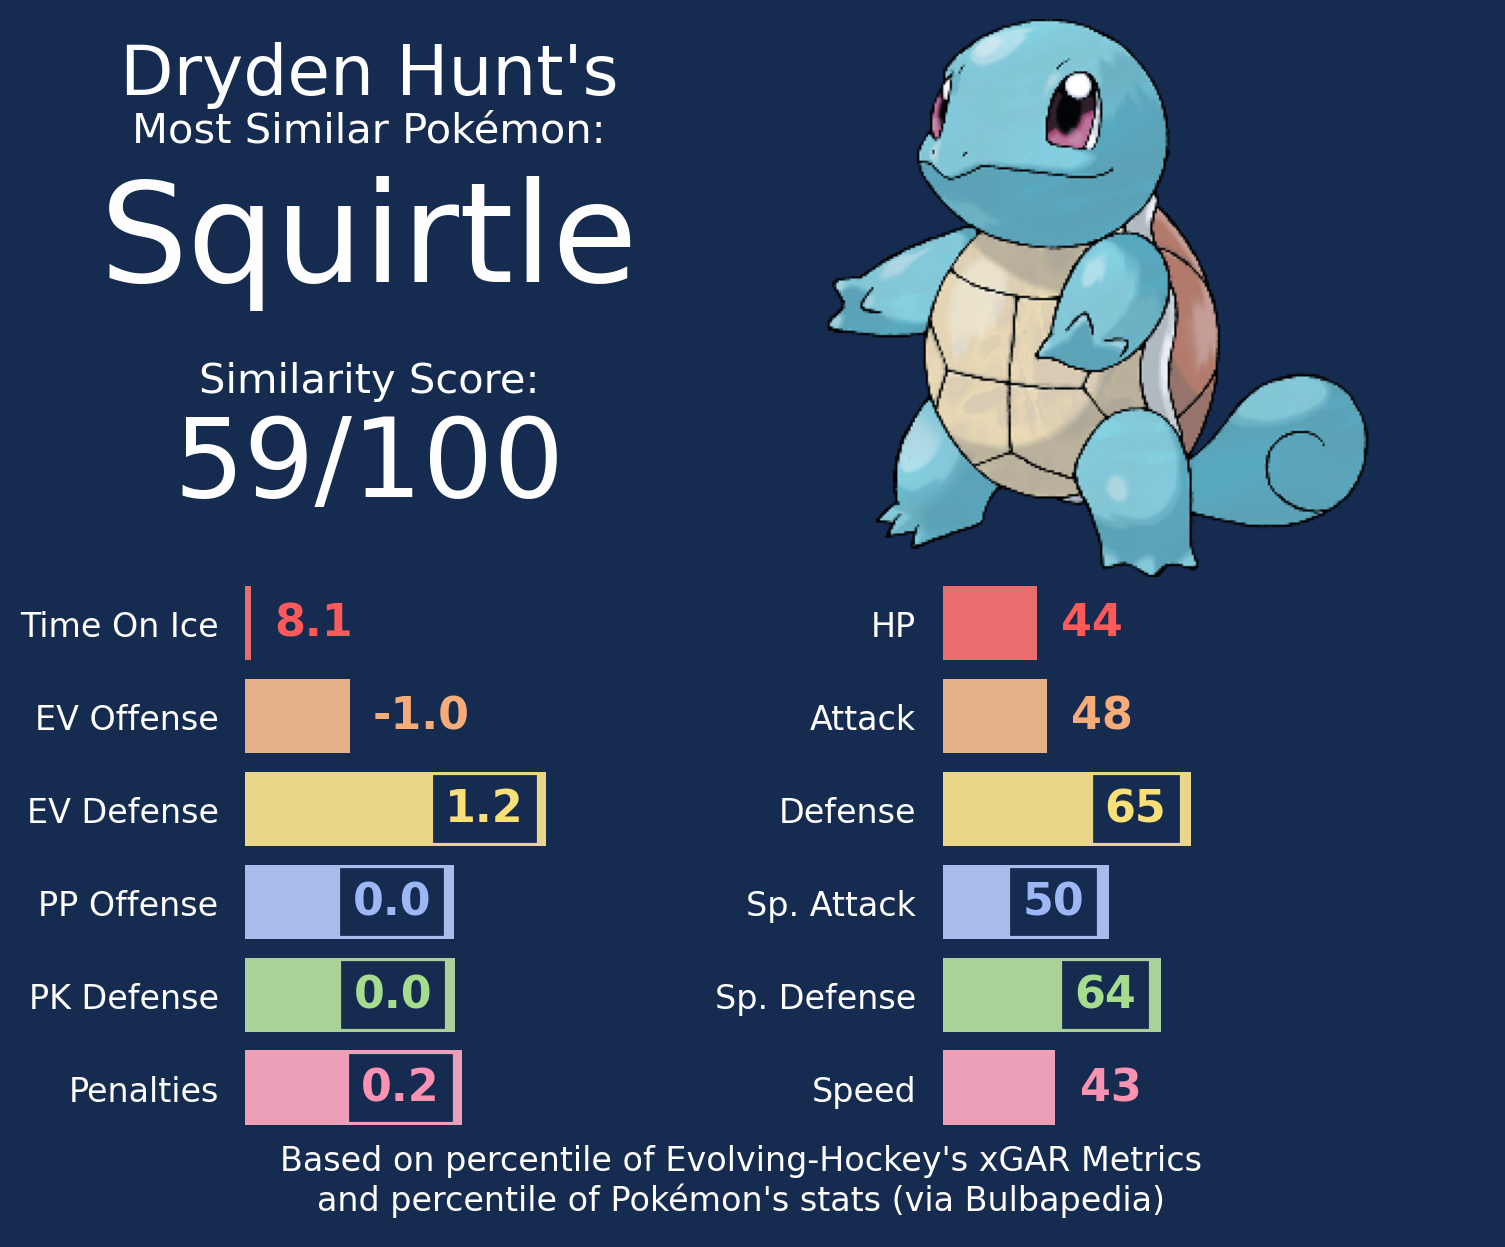 Dryden Hunt's
Most Similar Pokémon:
Squirtle
Similarity Score:
59/100
Time On Ice 8.1
EV Offense -1.0
EV Defense 1.2
PP Offense 0.0
PK Defense 0.0
Penalties 0.2
HP 44
Attack 48
Defense 65
Sp. Attack 50
Sp. Defense 64
Speed 43
Based on percentile of Evolving-Hockey's xGAR Metrics
and percentile of Pokémon's stats (via Bulbapedia)